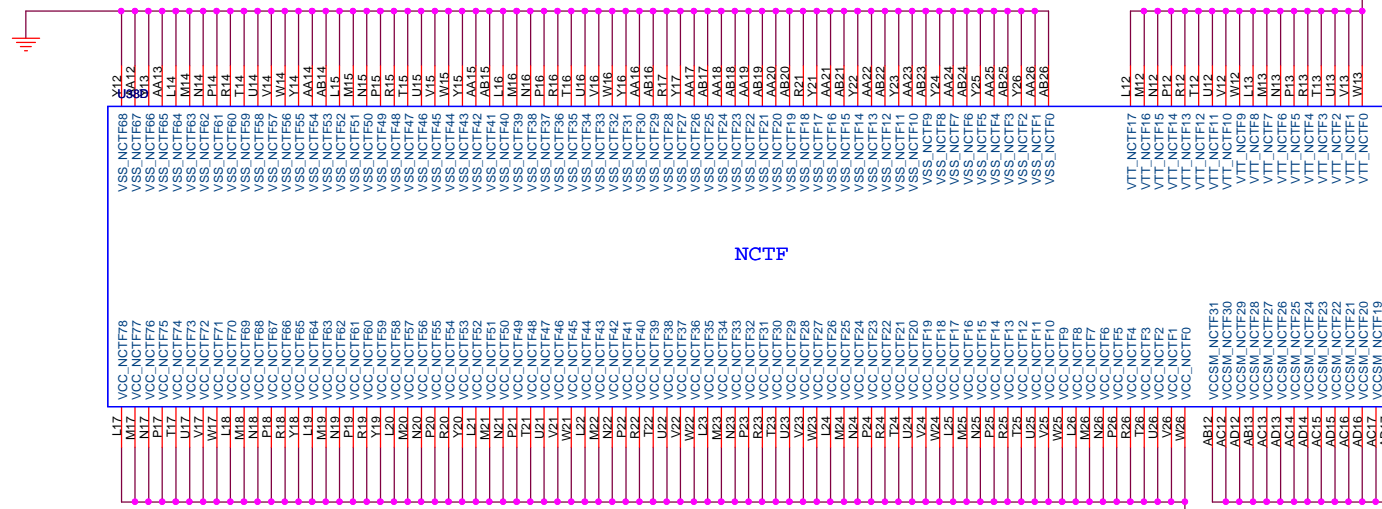 Y12 AA12 Y13 AA13 L14 M14 N14 P14 R14 T14 U14 V14 W14 Y14 AA14 AB14 L15 M15 N15 P15 R15 T15 U15 V15 W15 Y15 AA15 AB15 L16 M16 N16 P16 R16 T16 U16 V16 W16 Y16 AA16 AB16 R17 Y17 AA17 AB17 AA18 AB18 AA19 AB19 AA20 AB20 R21 Y21 AA21 AB21 Y22 AA22 AB22 Y23 AA23 AB23 Y24 AA24 AB24 Y25 AA25 AB25 Y26 AA26 AB26 L12 M12 N12 P12 R12 T12 U12 V12 W12 L13 M13 N13 P13 R13 T13 U13 V13 W13
VSS_NCTF68 VSS_NCTF67 VSS_NCTF66 VSS_NCTF65 VSS_NCTF64 VSS_NCTF63 VSS_NCTF62 VSS_NCTF61 VSS_NCTF60 VSS_NCTF59 VSS_NCTF58 VSS_NCTF57 VSS_NCTF56 VSS_NCTF55 VSS_NCTF54 VSS_NCTF53 VSS_NCTF52 VSS_NCTF51 VSS_NCTF50 VSS_NCTF49 VSS_NCTF48 VSS_NCTF47 VSS_NCTF46 VSS_NCTF45 VSS_NCTF44 VSS_NCTF43 VSS_NCTF42 VSS_NCTF41 VSS_NCTF40 VSS_NCTF39 VSS_NCTF38 VSS_NCTF37 VSS_NCTF36 VSS_NCTF35 VSS_NCTF34 VSS_NCTF33 VSS_NCTF32 VSS_NCTF31 VSS_NCTF30 VSS_NCTF29 VSS_NCTF28 VSS_NCTF27 VSS_NCTF26 VSS_NCTF25 VSS_NCTF24 VSS_NCTF23 VSS_NCTF22 VSS_NCTF21 VSS_NCTF20 VSS_NCTF19 VSS_NCTF18 VSS_NCTF17 VSS_NCTF16 VSS_NCTF15 VSS_NCTF14 VSS_NCTF13 VSS_NCTF12 VSS_NCTF11 VSS_NCTF10 VSS_NCTF9 VSS_NCTF8 VSS_NCTF7 VSS_NCTF6 VSS_NCTF5 VSS_NCTF4 VSS_NCTF3 VSS_NCTF2 VSS_NCTF1 VSS_NCTF0 VTT_NCTF17 VTT_NCTF16 VTT_NCTF15 VTT_NCTF14 VTT_NCTF13 VTT_NCTF12 VTT_NCTF11 VTT_NCTF10 VTT_NCTF9 VTT_NCTF8 VTT_NCTF7 VTT_NCTF6 VTT_NCTF5 VTT_NCTF4 VTT_NCTF3 VTT_NCTF2 VTT_NCTF1 VTT_NCTF0
NCTF
VCC_NCTF78 VCC_NCTF77 VCC_NCTF76 VCC_NCTF75 VCC_NCTF74 VCC_NCTF73 VCC_NCTF72 VCC_NCTF71 VCC_NCTF70 VCC_NCTF69 VCC_NCTF68 VCC_NCTF67 VCC_NCTF66 VCC_NCTF65 VCC_NCTF64 VCC_NCTF63 VCC_NCTF62 VCC_NCTF61 VCC_NCTF60 VCC_NCTF59 VCC_NCTF58 VCC_NCTF57 VCC_NCTF56 VCC_NCTF55 VCC_NCTF54 VCC_NCTF53 VCC_NCTF52 VCC_NCTF51 VCC_NCTF50 VCC_NCTF49 VCC_NCTF48 VCC_NCTF47 VCC_NCTF46 VCC_NCTF45 VCC_NCTF44 VCC_NCTF43 VCC_NCTF42 VCC_NCTF41 VCC_NCTF40 VCC_NCTF39 VCC_NCTF38 VCC_NCTF37 VCC_NCTF36 VCC_NCTF35 VCC_NCTF34 VCC_NCTF33 VCC_NCTF32 VCC_NCTF31 VCC_NCTF30 VCC_NCTF29 VCC_NCTF28 VCC_NCTF27 VCC_NCTF26 VCC_NCTF25 VCC_NCTF24 VCC_NCTF23 VCC_NCTF22 VCC_NCTF21 VCC_NCTF20 VCC_NCTF19 VCC_NCTF18 VCC_NCTF17 VCC_NCTF16 VCC_NCTF15 VCC_NCTF14 VCC_NCTF13 VCC_NCTF12 VCC_NCTF11 VCC_NCTF10 VCC_NCTF9 VCC_NCTF8 VCC_NCTF7 VCC_NCTF6 VCC_NCTF5 VCC_NCTF4 VCC_NCTF3 VCC_NCTF2 VCC_NCTF1 VCC_NCTF0 VCCSM_NCTF31 VCCSM_NCTF30 VCCSM_NCTF29 VCCSM_NCTF28 VCCSM_NCTF27 VCCSM_NCTF26 VCCSM_NCTF25 VCCSM_NCTF24 VCCSM_NCTF23 VCCSM_NCTF22 VCCSM_NCTF21 VCCSM_NCTF20 VCCSM_NCTF19
L17 M17 N17 P17 T17 U17 V17 W17 L18 M18 N18 P18 R18 Y18 L19 M19 N19 P19 R19 Y19 L20 M20 N20 P20 R20 Y20 L21 M21 N21 P21 T21 U21 V21 W21 L22 M22 N22 P22 R22 T22 U22 V22 W22 L23 M23 N23 P23 R23 T23 U23 V23 W23 L24 M24 N24 P24 R24 T24 U24 V24 W24 L25 M25 N25 P25 R25 T25 U25 V25 W25 L26 M26 N26 P26 R26 T26 U26 V26 W26 AB12 AC12 AD12 AB13 AC13 AD13 AC14 AD14 AC15 AD15 AC16 AD16 AC17